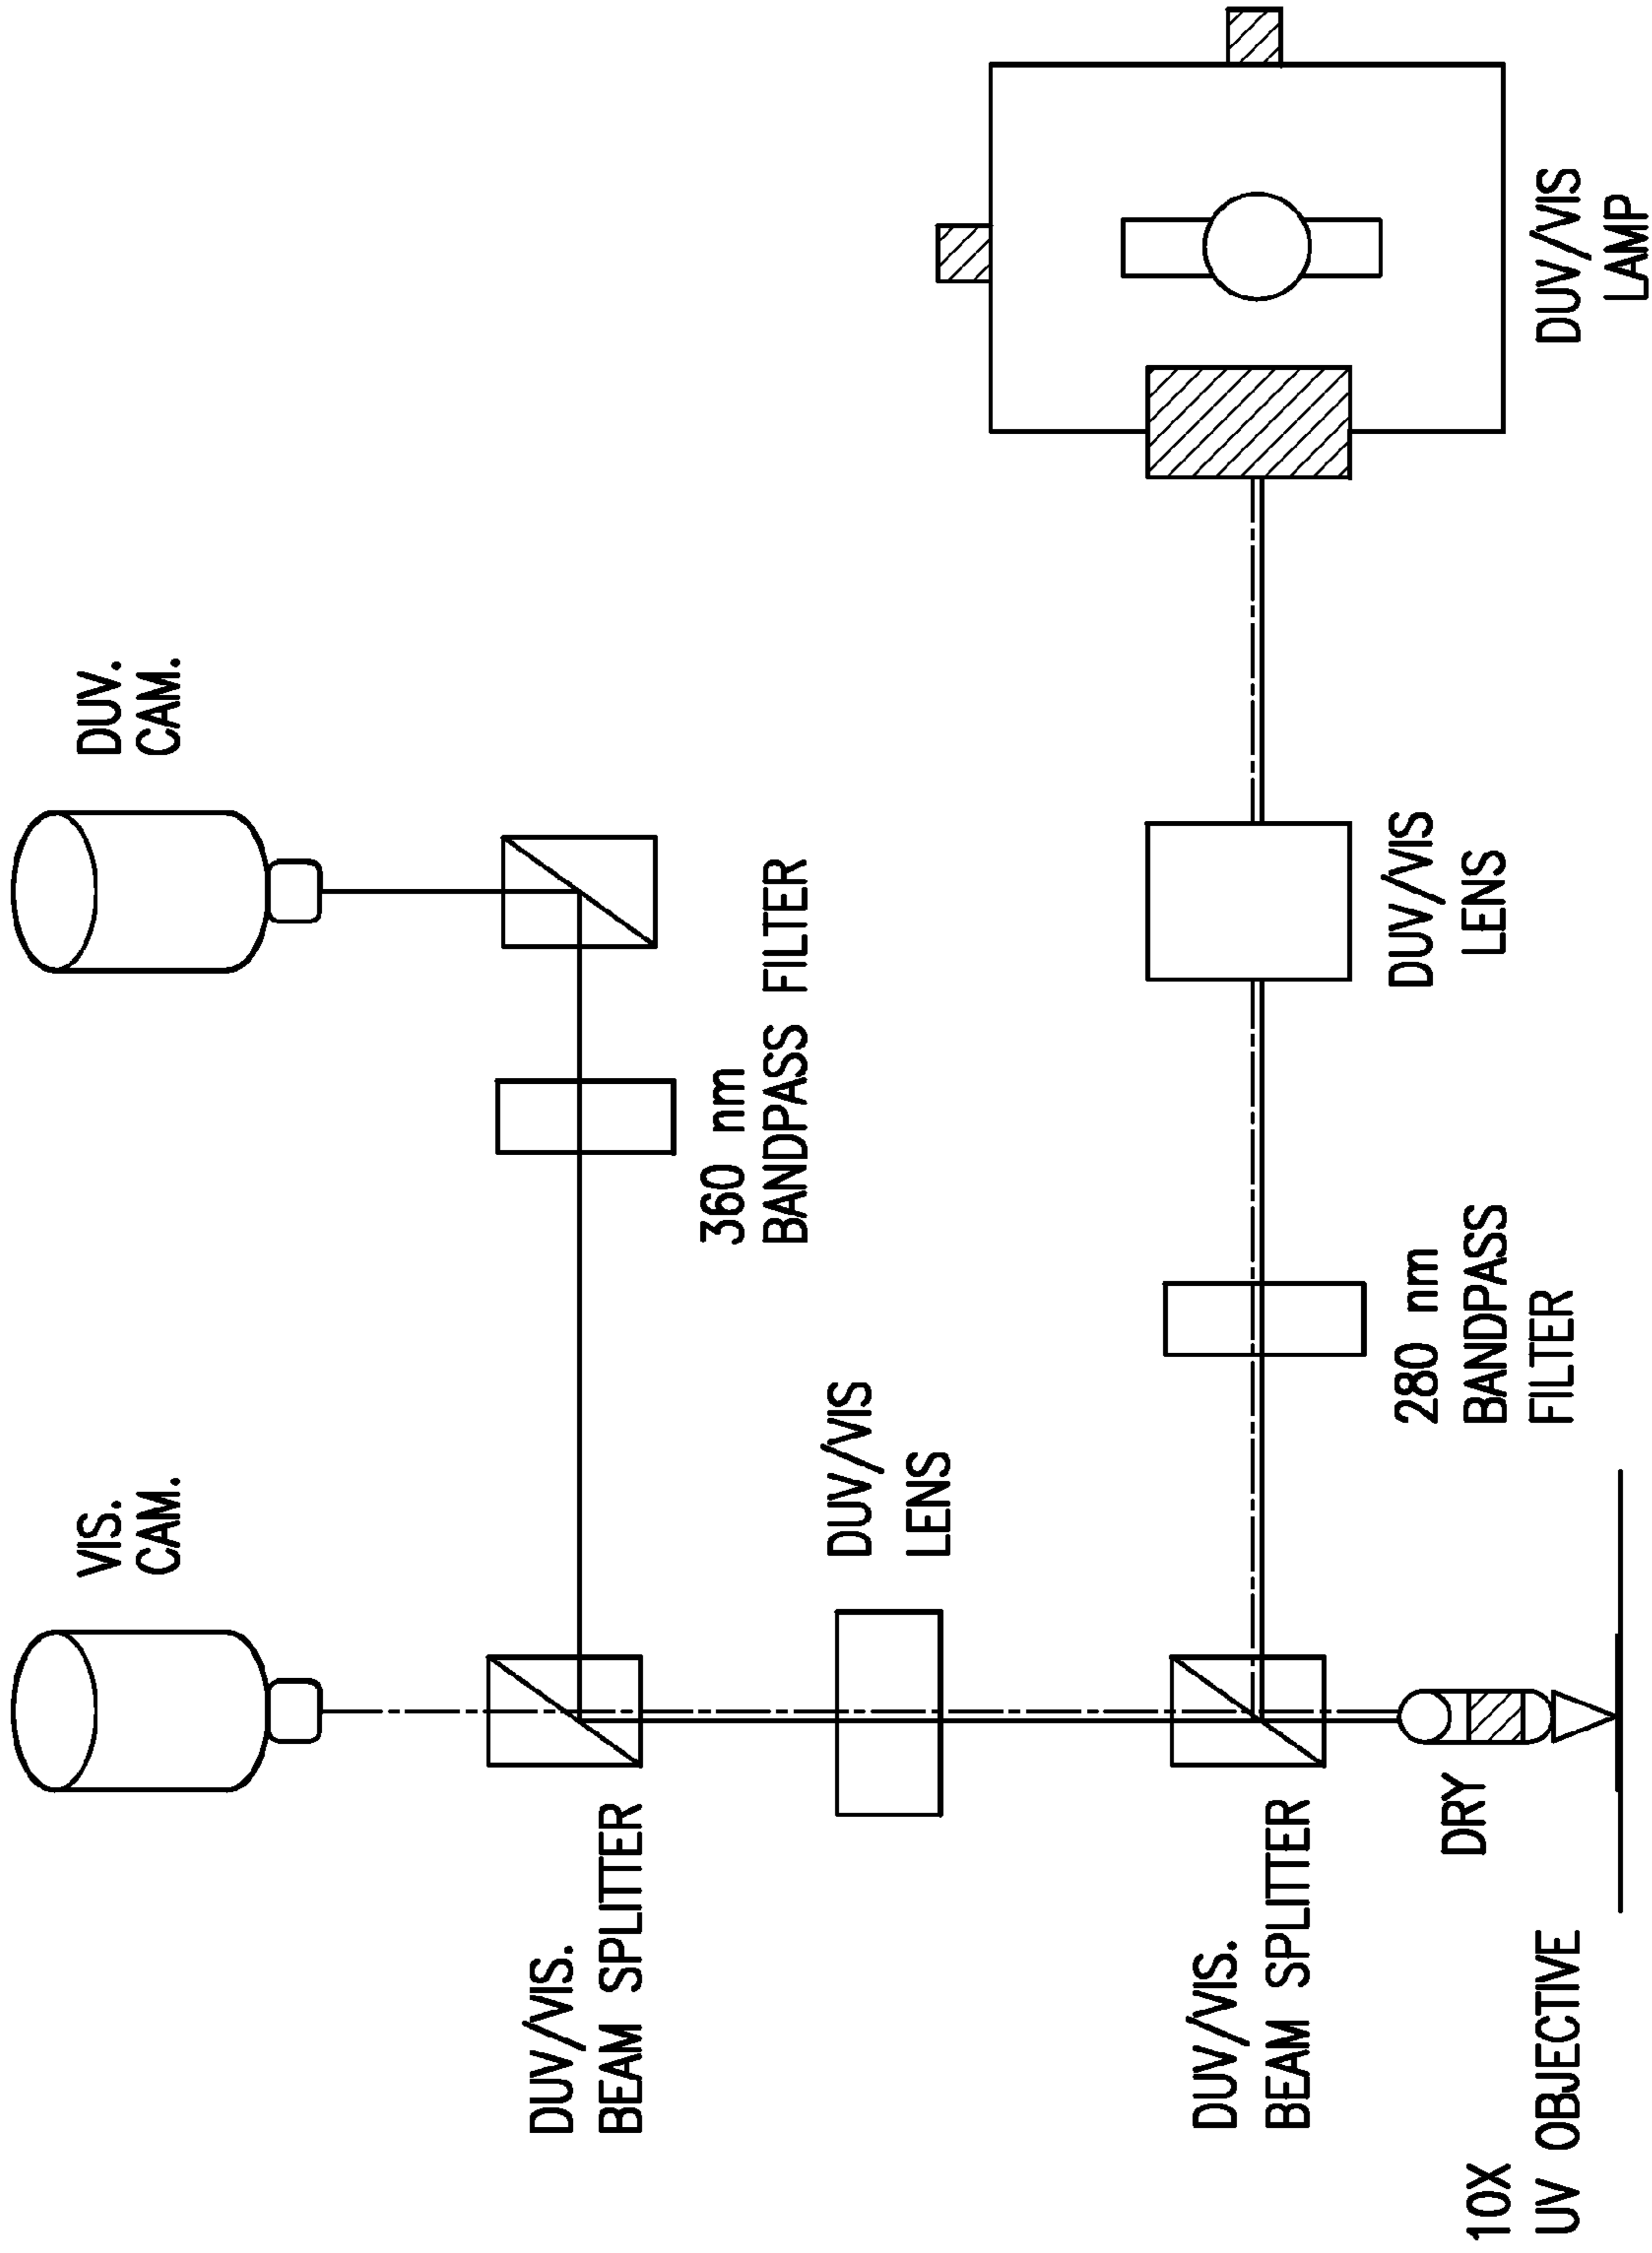 VIS.
CAM.
DUV.
CAM.
DUV/VIS.
BEAM SPLITTER
360 nm
BANDPASS FILTER
DUV/VIS
LENS
DUV/VIS.
BEAM SPLITTER
280 nm
BANDPASS
FILTER
DUV/VIS
LENS
DUV/VIS
LAMP
DRY
10X
UV OBJECTIVE